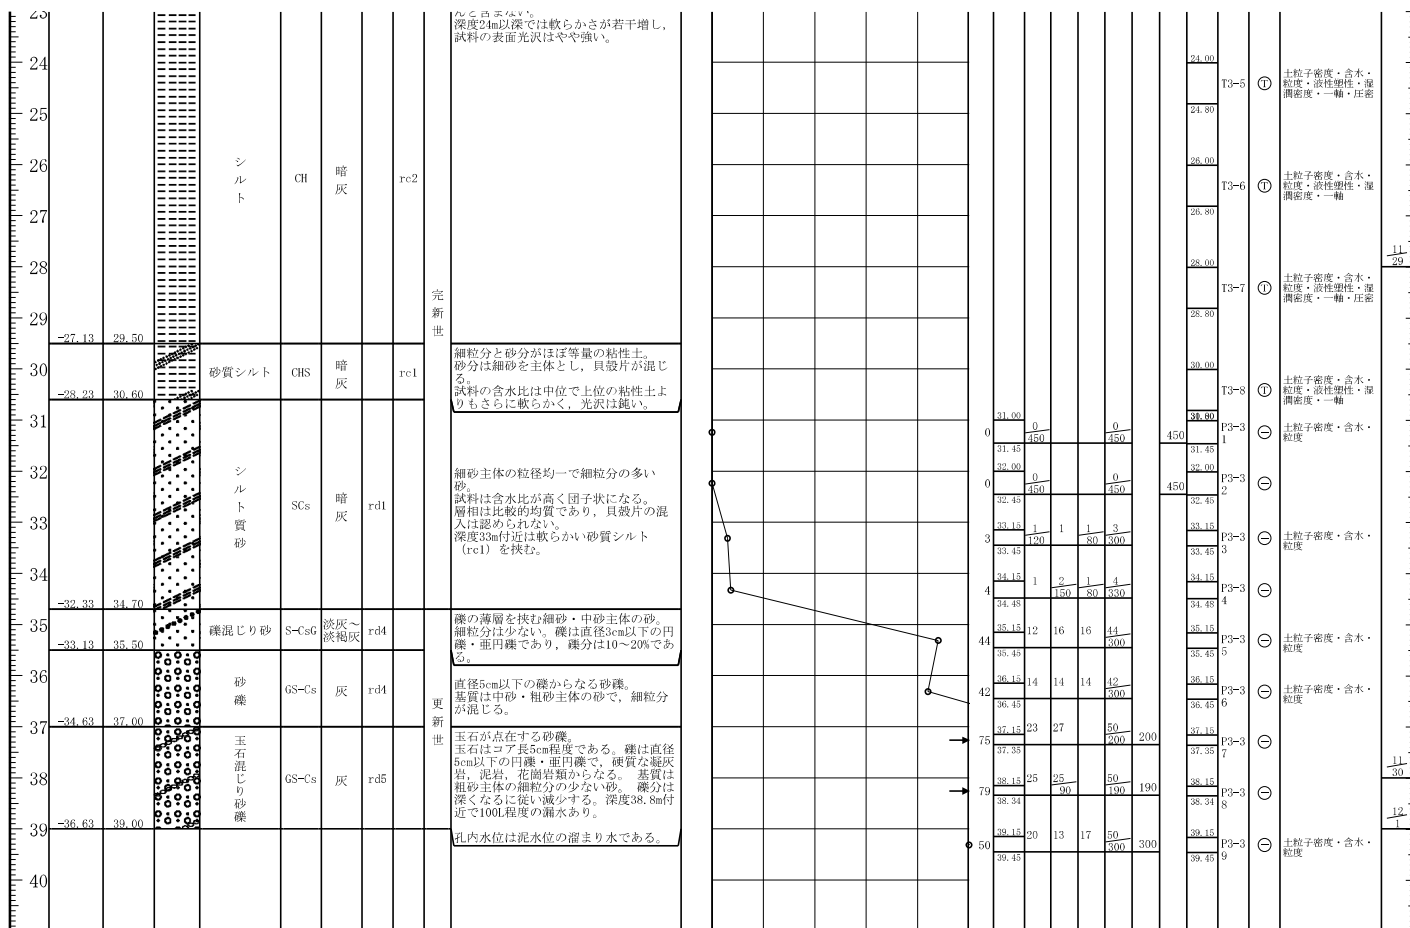 23
24
25
26
27
28
29
30
31
32
33
34
35
36
37
38
39
40
-27.13 29.50
シルト
CH
暗灰
rc2
深度24m以深では軟らかさが若干増し,
試料の表面光沢はやや強い。
-28.23 30.60
砂質シルト
CHS
暗灰
rc1
完新世
細粒分と砂分がほぼ等量の粘性土。
砂分は細砂を主体とし,貝殻片が混じ
る。
試料の含水比は中位で上位の粘性土よ
りもさらに軟らかく,光沢は鈍い。
-32.33 34.70
シルト質砂
SCs
暗灰
rd1
細砂主体の粒径均一で細粒分の多い
砂。
試料は含水比が高く団子状になる。
層相は比較的均質であり,貝殻片の混
入は認められない。
深度33m付近は軟らかい砂質シルト
(rc1)を挟む。
-33.13 35.50
礫混じり砂
S-CsG
淡灰~
淡褐灰
rd4
礫の薄層を挟む細砂・中砂主体の砂。
細粒分は少ない。礫は直径3cm以下の円
礫・亜円礫であり,礫分は10~20%であ
る。
-34.63 37.00
砂礫
GS-Cs
灰
rd4
直径5cm以下の礫からなる砂礫。
基質は中砂・粗砂主体の砂で,細粒分
が混じる。
-36.63 39.00
玉石混じり砂礫
GS-Cs
灰
rd5
更新世
玉石が点在する砂礫。
玉石はコア長5cm程度である。礫は直径
5cm以下の円礫・亜円礫で,硬質な凝灰
岩,泥岩,花崗岩類からなる。 基質は
粗砂主体の細粒分の少ない砂。 礫分は
深くなるに従い減少する。深度38.8m付
近で100L程度の漏水あり。
孔内水位は泥水位の溜まり水である。
0 31.00 31.45 0/450 0/450 450
0 32.00 32.45 0/450 0/450 450
3 33.15 33.45 1/120 1 1/80 3/300
4 34.15 34.48 1 2/150 1/80 4/330
44 35.15 35.45 12 16 16 44/300
42 36.15 36.45 14 14 14 42/300
75 37.15 37.35 23 27 50/200 200
79 38.15 38.34 25 25/90 50/190 190
50 39.15 39.45 20 13 17 50/300 300
24.00
24.80
T3-5 T
土粒子密度・含水・
粒度・液性塑性・湿
潤密度・一軸・圧密
26.00
26.80
T3-6 T
土粒子密度・含水・
粒度・液性塑性・湿
潤密度・一軸
28.00
28.80
T3-7 T
土粒子密度・含水・
粒度・液性塑性・湿
潤密度・一軸・圧密
30.00
T3-8 T
土粒子密度・含水・
粒度・液性塑性・湿
潤密度・一軸
31.45
P3-3
1
土粒子密度・含水・
粒度
32.00
32.45
P3-3
2
33.15
33.45
P3-3
3
土粒子密度・含水・
粒度
34.15
34.48
P3-3
4
35.15
35.45
P3-3
5
土粒子密度・含水・
粒度
36.15
36.45
P3-3
6
土粒子密度・含水・
粒度
37.15
37.35
P3-3
7
38.15
38.34
P3-3
8
39.15
39.45
P3-3
9
土粒子密度・含水・
粒度
11/29
11/30
12/1